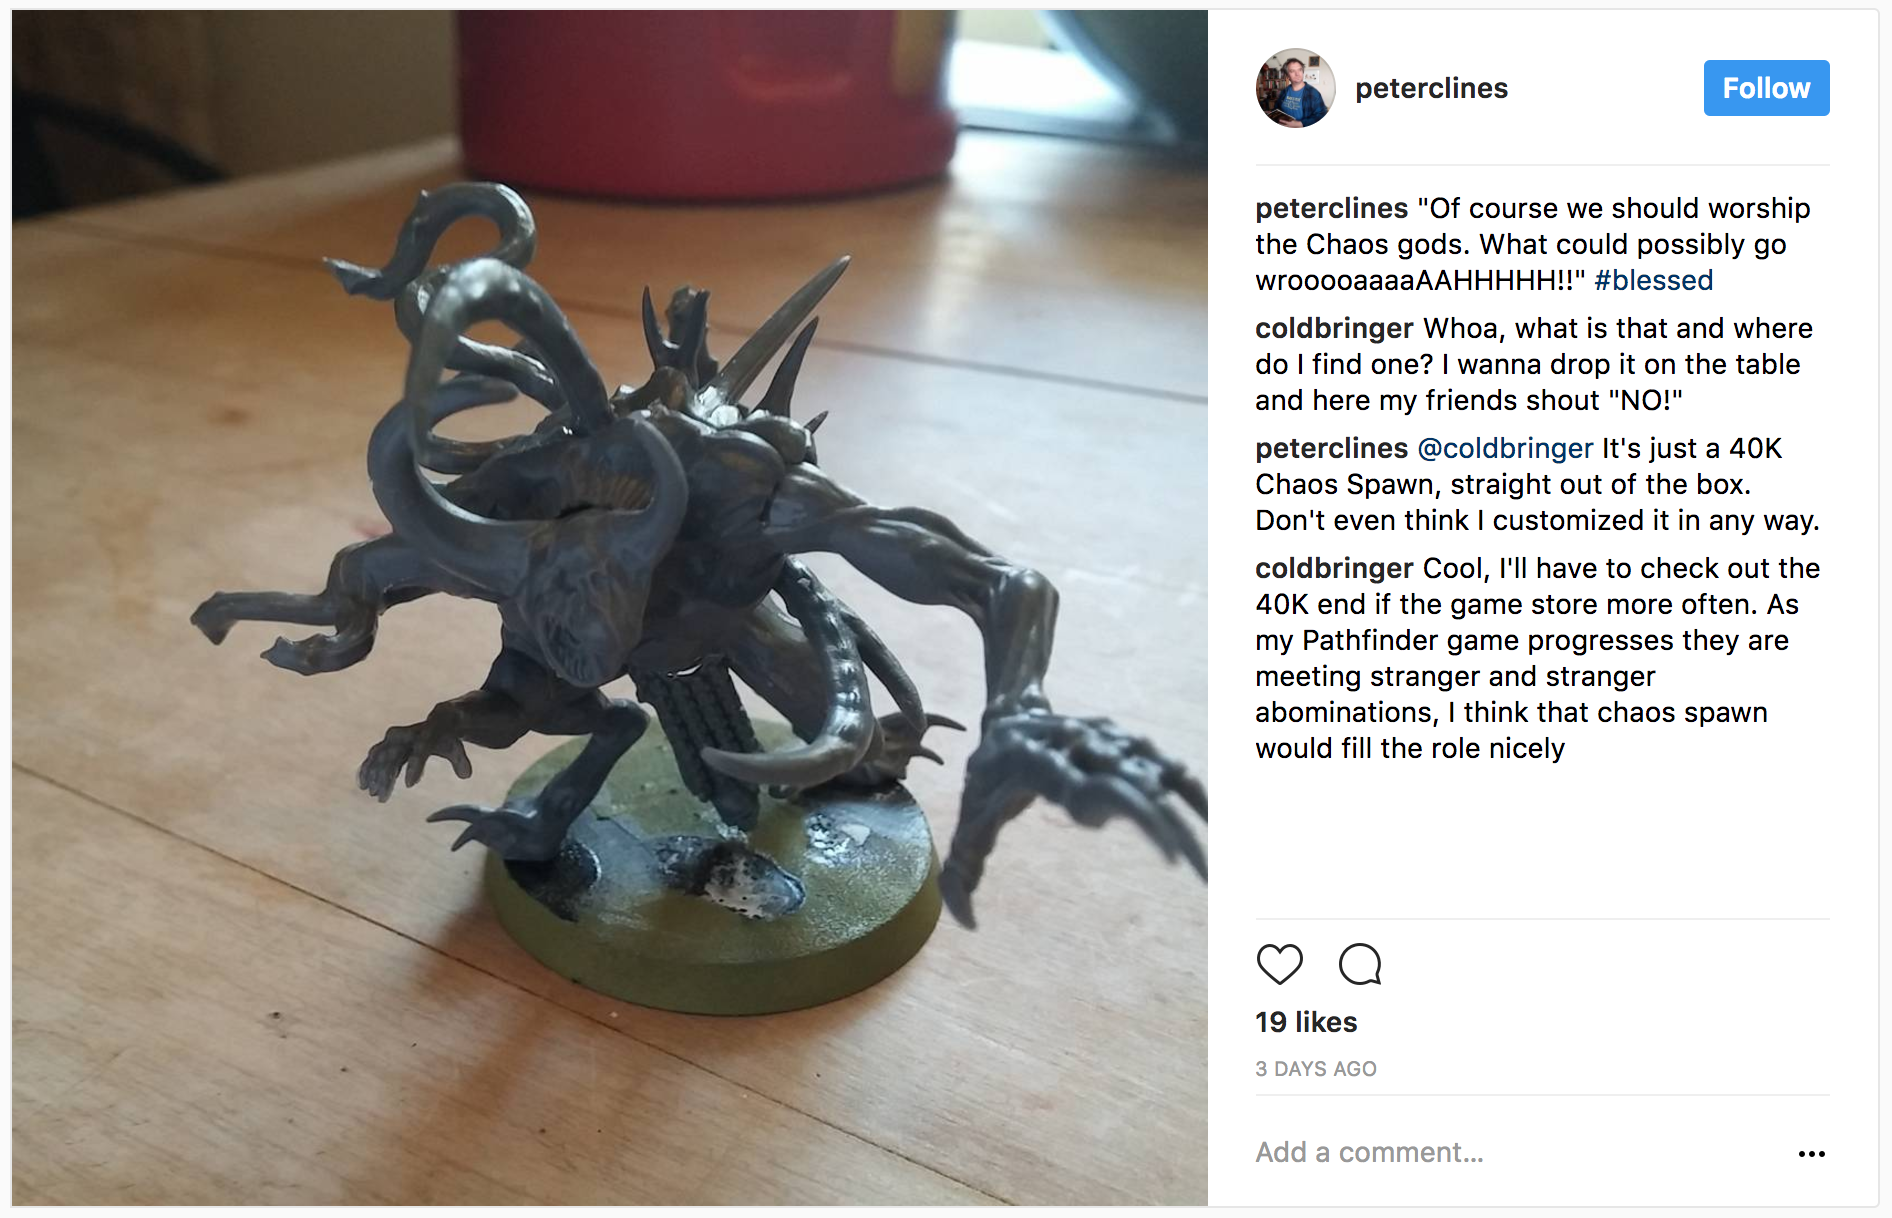 peterclines
Follow
peterclines "Of course we should worship
the Chaos gods. What could possibly go
wrooooaaaaAAHHHHH!!" #blessed
coldbringer Whoa, what is that and where
do I find one? I wanna drop it on the table
and here my friends shout "NO!"
peterclines @coldbringer It's just a 40K
Chaos Spawn, straight out of the box.
Don't even think I customized it in any way.
coldbringer Cool, I'll have to check out the
40K end if the game store more often. As
my Pathfinder game progresses they are
meeting stranger and stranger
abominations, I think that chaos spawn
would fill the role nicely
19 likes
3 DAYS AGO
Add a comment...